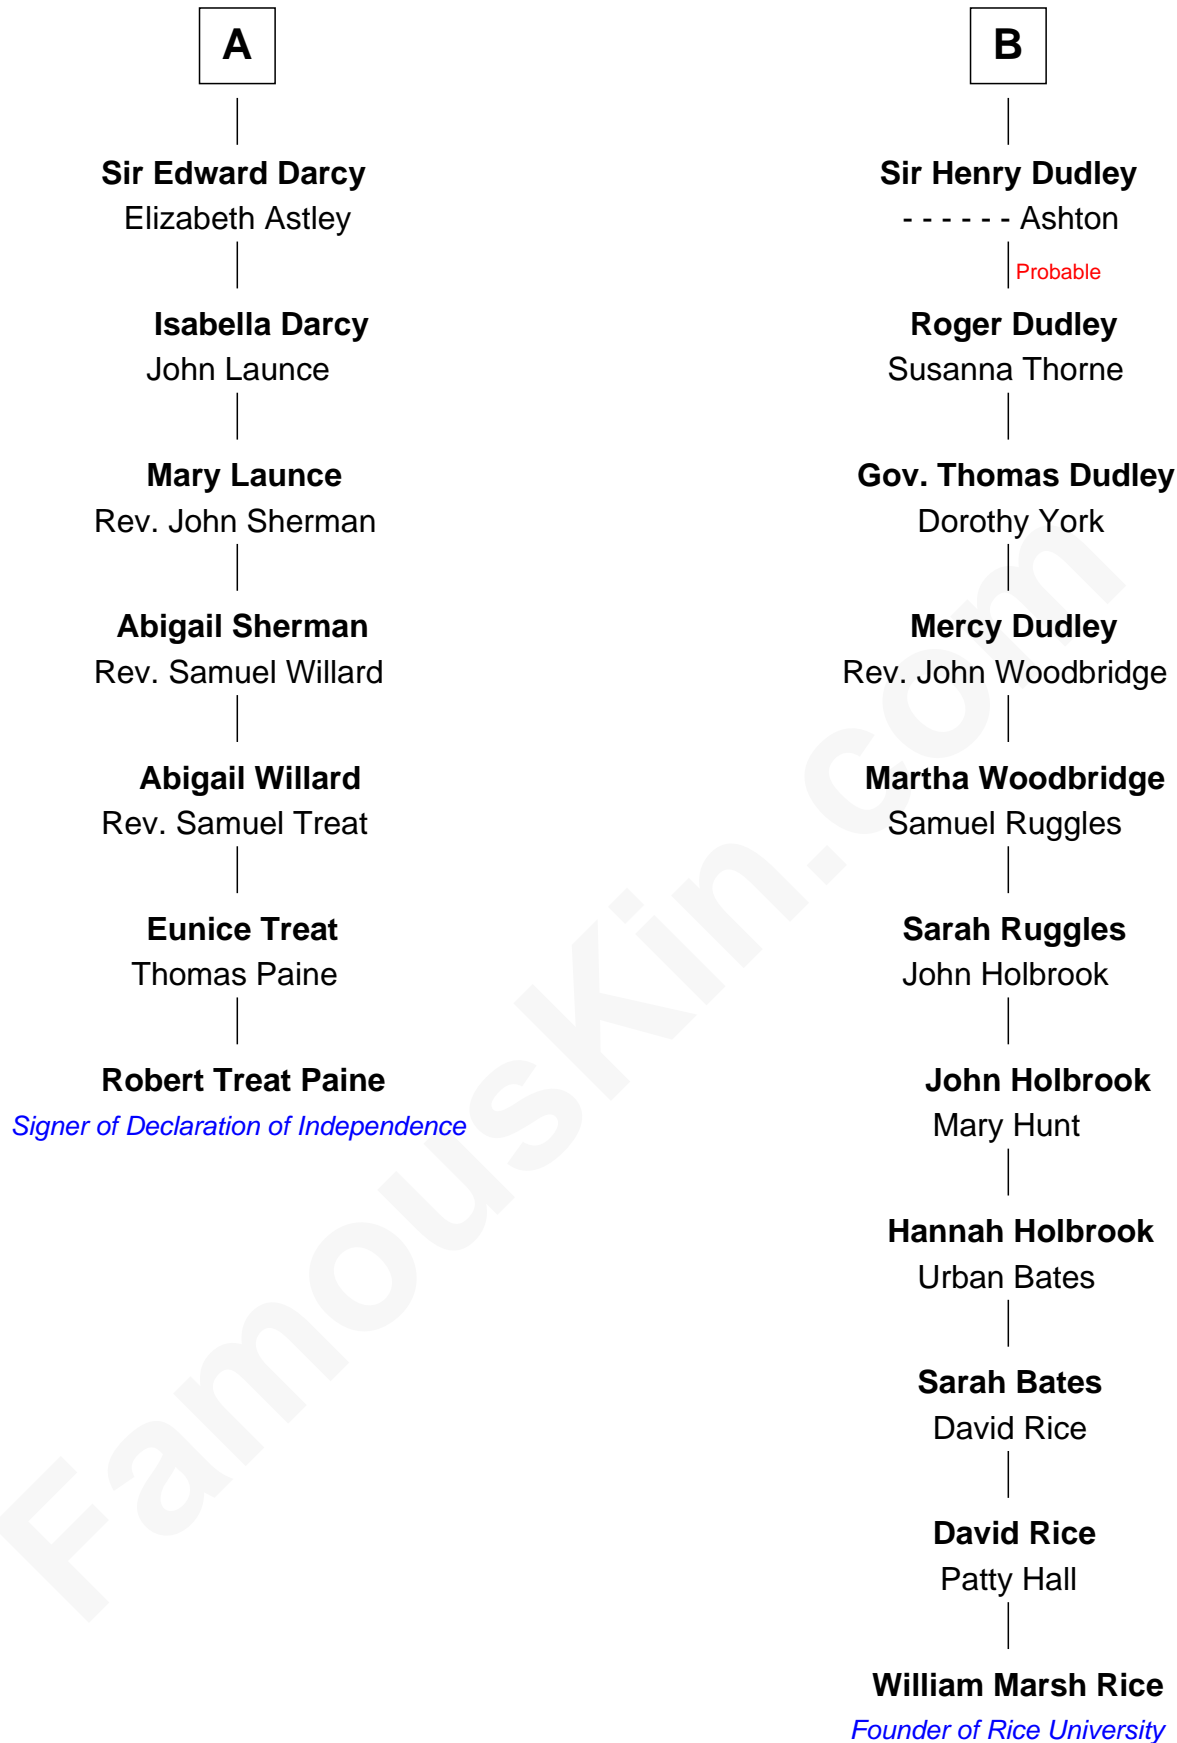 A
Sir Edward Darcy
Elizabeth Astley
Isabella Darcy
John Launce
Mary Launce
Rev. John Sherman
Abigail Sherman
Rev. Samuel Willard
Abigail Willard
Rev. Samuel Treat
Eunice Treat
Thomas Paine
Robert Treat Paine
Signer of Declaration of Independence
B
Sir Henry Dudley
- - - - - - Ashton
Probable
Roger Dudley
Susanna Thorne
Gov. Thomas Dudley
Dorothy York
Mercy Dudley
Rev. John Woodbridge
Martha Woodbridge
Samuel Ruggles
Sarah Ruggles
John Holbrook
John Holbrook
Mary Hunt
Hannah Holbrook
Urban Bates
Sarah Bates
David Rice
David Rice
Patty Hall
William Marsh Rice
Founder of Rice University
FamousKin.com